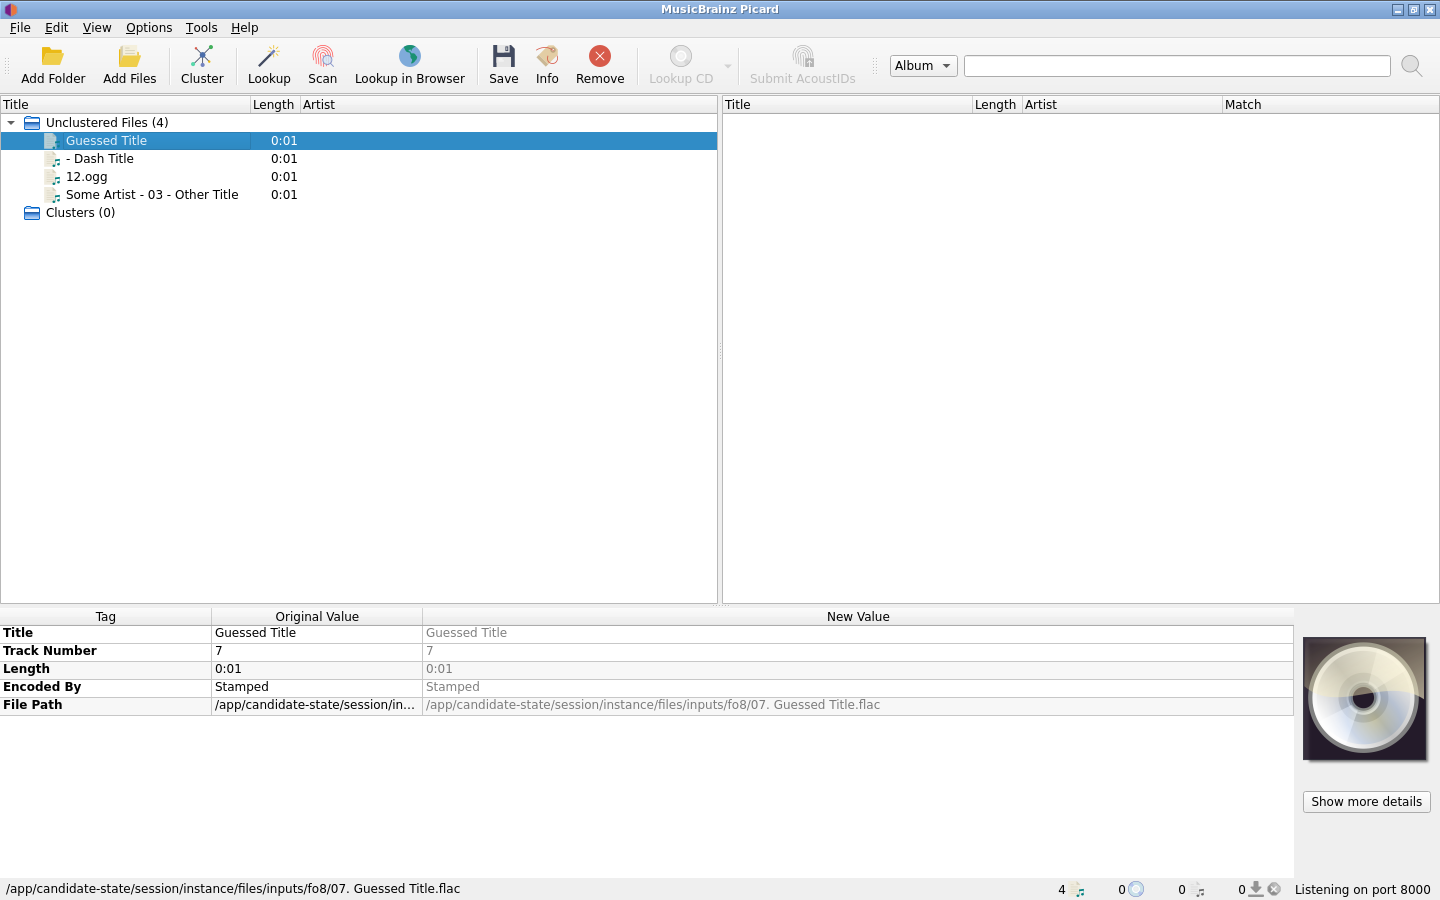 MusicBrainz Picard
File Edit View Options Tools Help
Add Folder Add Files Cluster Lookup Scan Lookup in Browser Save Info Remove Lookup CD Submit AcoustIDs Album
Title Length Artist
Title Length Artist Match
Unclustered Files (4)
Guessed Title 0:01
- Dash Title 0:01
12.ogg 0:01
Some Artist - 03 - Other Title 0:01
Clusters (0)
Tag Original Value New Value
Title Guessed Title Guessed Title
Track Number 7 7
Length 0:01 0:01
Encoded By Stamped Stamped
File Path /app/candidate-state/session/in... /app/candidate-state/session/instance/files/inputs/fo8/07. Guessed Title.flac
Show more details
/app/candidate-state/session/instance/files/inputs/fo8/07. Guessed Title.flac 4 0 0 0 Listening on port 8000